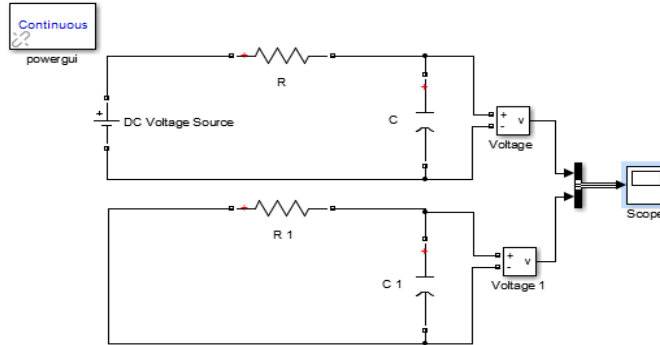 Continuous
powergui
R
+
DC Voltage Source
C
+
-
v
Voltage
R 1
Scope
C 1
+
-
v
Voltage 1